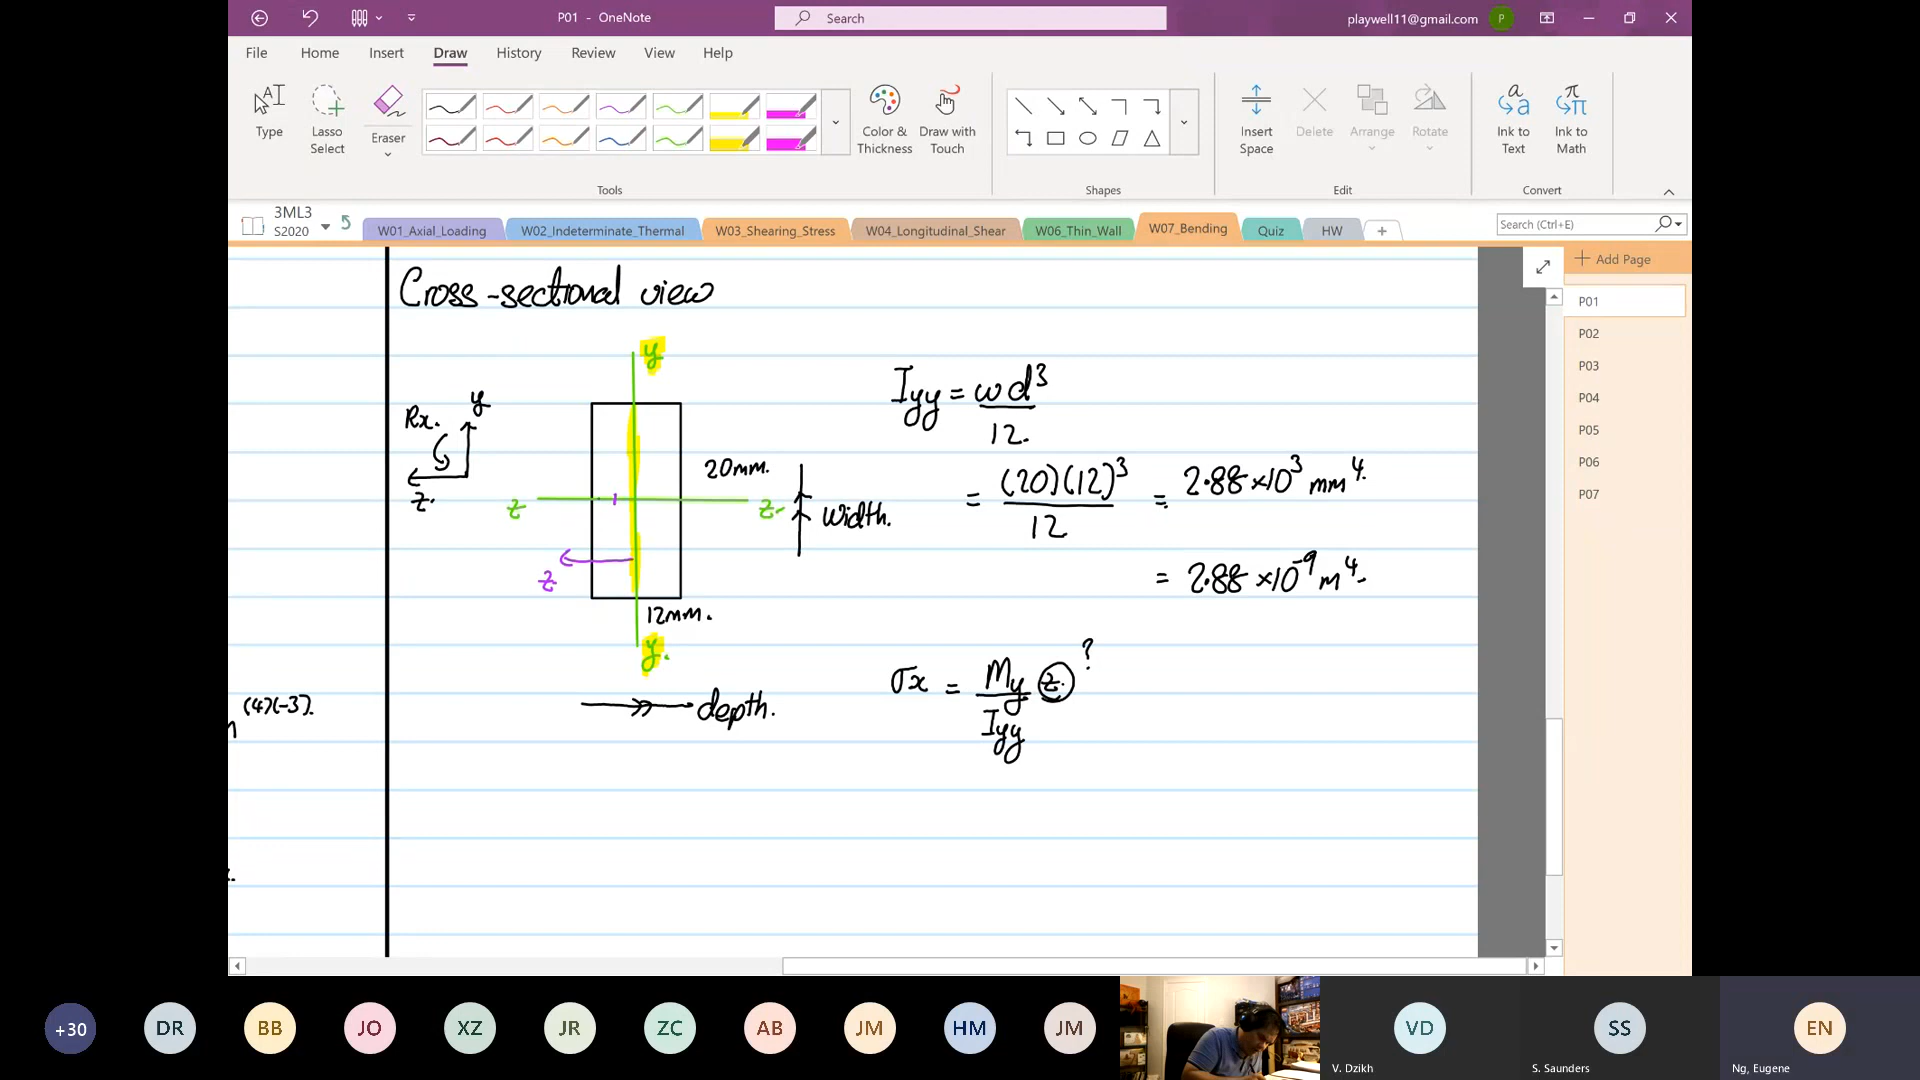 P01 - OneNote
Search
playwell11@gmail.com
P
File
Home
Insert
Draw
History
Review
View
Help
Type
Lasso Select
Eraser
Color & Thickness
Draw with Touch
Insert Space
Delete
Arrange
Rotate
Ink to Text
Ink to Math
Tools
Shapes
Edit
Convert
3ML3
S2020
W01_Axial_Loading
W02_Indeterminate_Thermal
W03_Shearing_Stress
W04_Longitudinal_Shear
W06_Thin_Wall
W07_Bending
Quiz
HW
Search (Ctrl+E)
Add Page
P01
P02
P03
P04
P05
P06
P07
Cross-sectional view
y
Rx.
y
z.
z
z.
20mm.
width.
z
12mm.
y.
depth.
(4)(-3).
Iyy = wd³
12.
= (20)(12)³ = 2.88 ×10³ mm⁴.
12
= 2.88 ×10⁻⁹ m⁴.
σx = My z. ?
Iyy
+30
DR
BB
JO
XZ
JR
ZC
AB
JM
HM
JM
VD
V. Dzikh
SS
S. Saunders
EN
Ng, Eugene